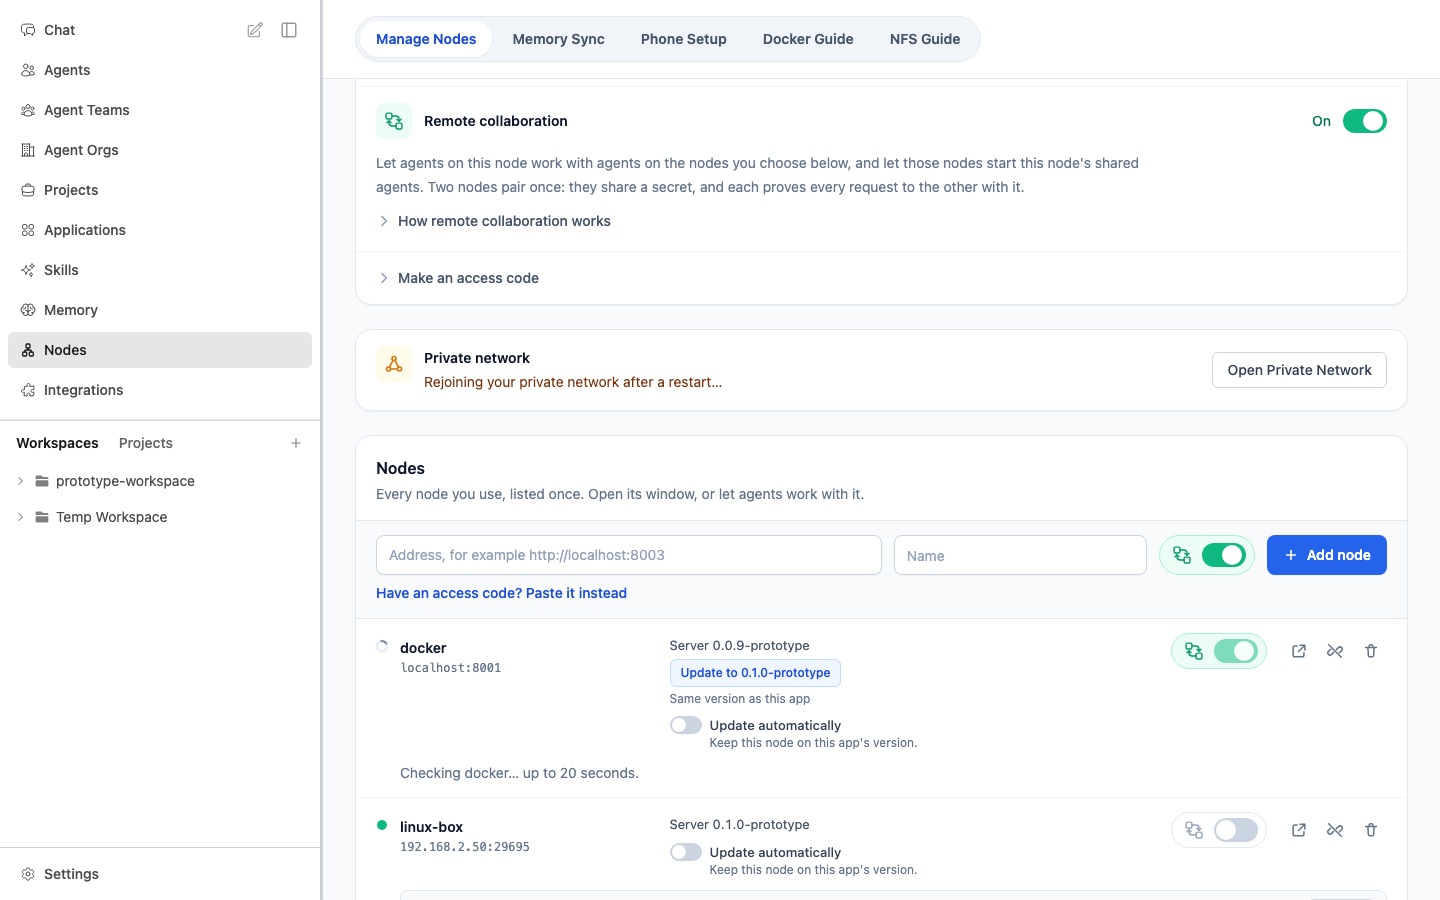 Chat
Agents
Agent Teams
Agent Orgs
Projects
Applications
Skills
Memory
Nodes
Integrations
Workspaces
Projects
prototype-workspace
Temp Workspace
Settings
Manage Nodes
Memory Sync
Phone Setup
Docker Guide
NFS Guide
Remote collaboration
On
Let agents on this node work with agents on the nodes you choose below, and let those nodes start this node's shared
agents. Two nodes pair once: they share a secret, and each proves every request to the other with it.
How remote collaboration works
Make an access code
Private network
Rejoining your private network after a restart...
Open Private Network
Nodes
Every node you use, listed once. Open its window, or let agents work with it.
Address, for example http://localhost:8003
Name
Add node
Have an access code? Paste it instead
docker
localhost:8001
Server 0.0.9-prototype
Update to 0.1.0-prototype
Same version as this app
Update automatically
Keep this node on this app's version.
Checking docker... up to 20 seconds.
linux-box
192.168.2.50:29695
Server 0.1.0-prototype
Update automatically
Keep this node on this app's version.